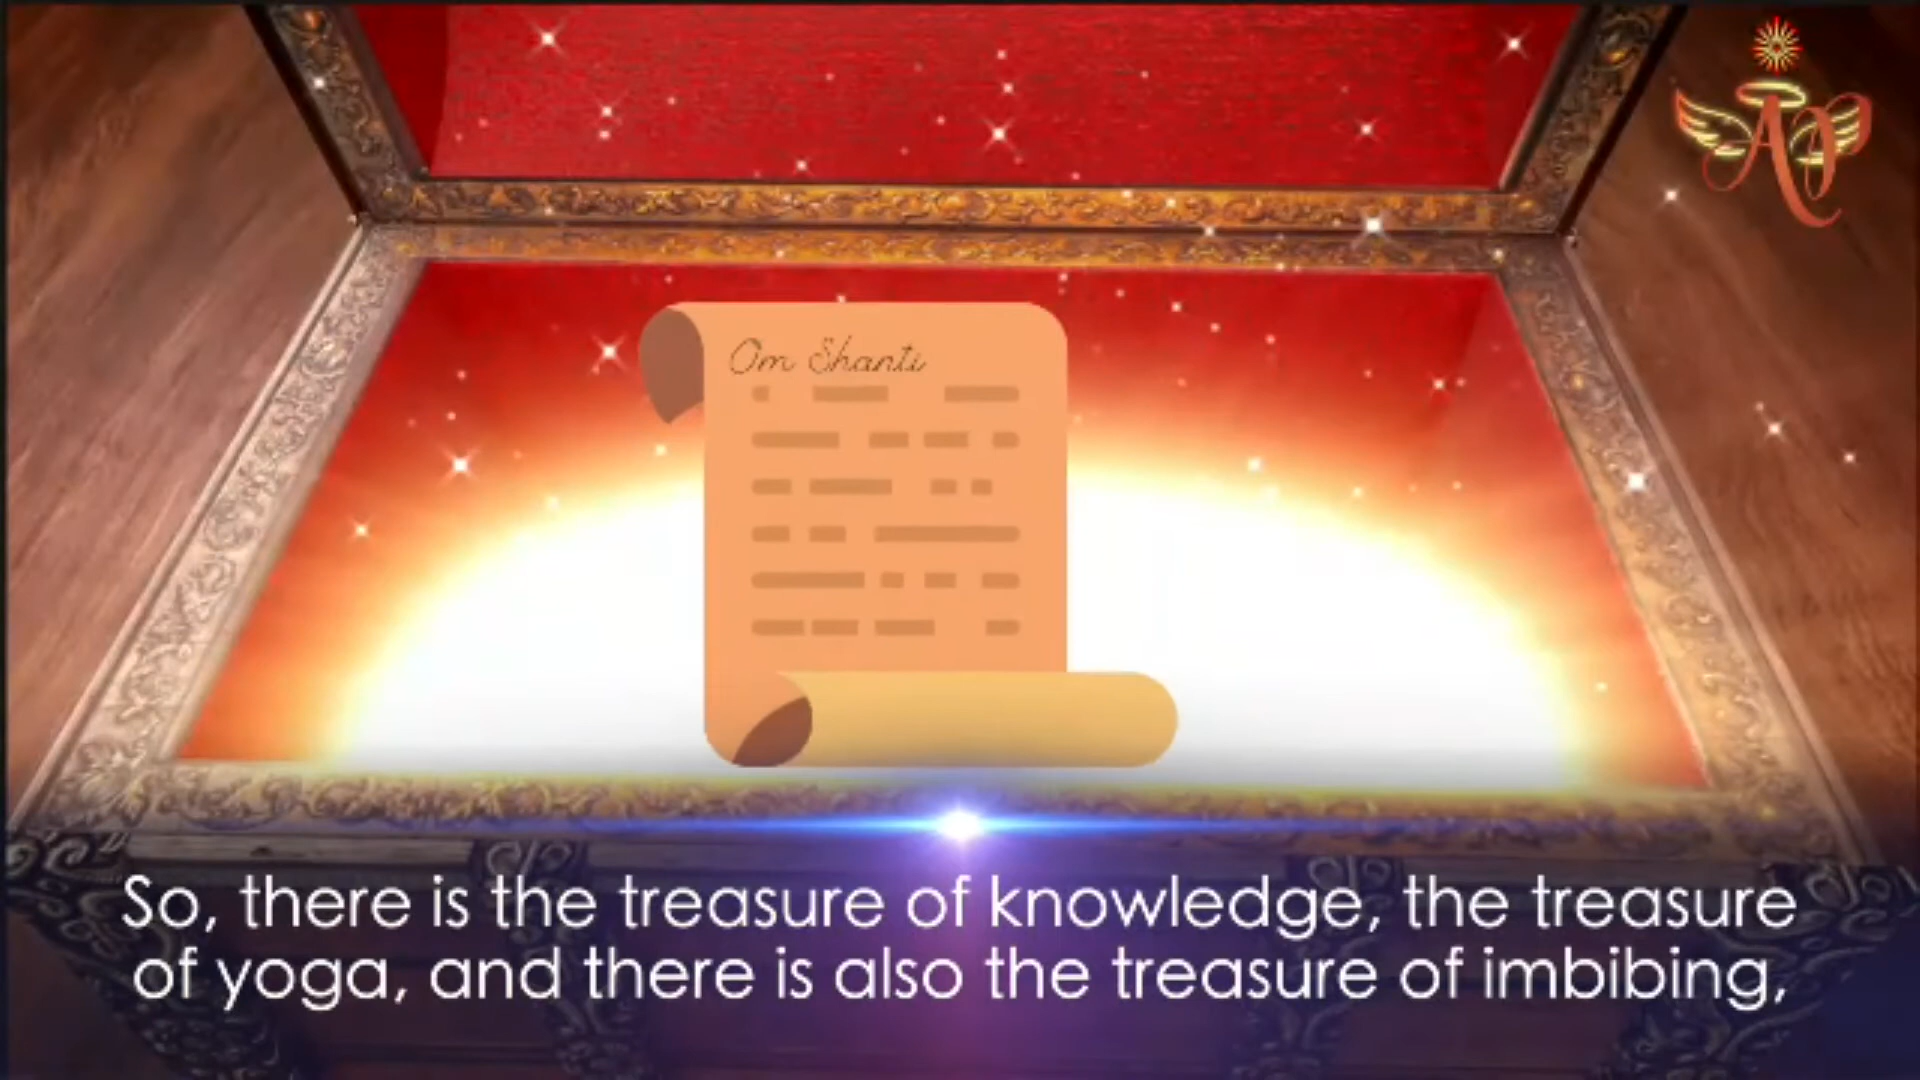 AP
Om Shanti
So, there is the treasure of knowledge, the treasure
of yoga, and there is also the treasure of imbibing,